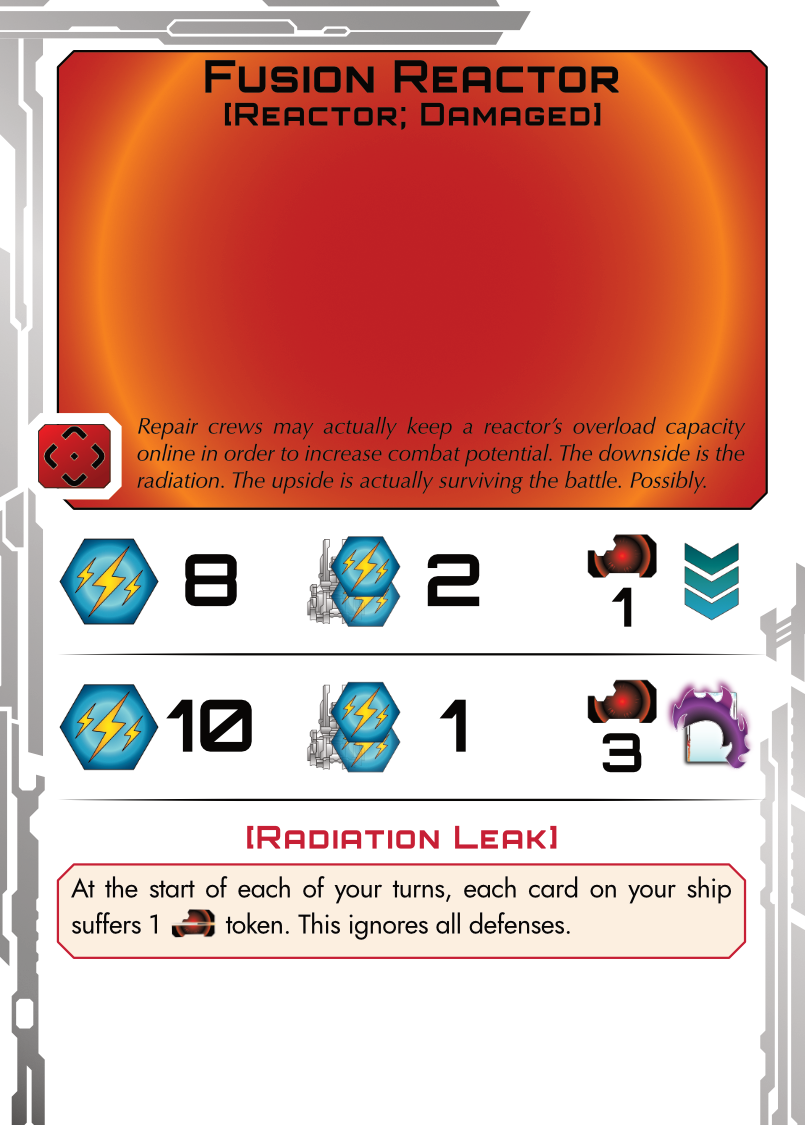 Fusion Reactor
[Reactor; Damaged]
Repair crews may actually keep a reactor's overload capacity
online in order to increase combat potential. The downside is the
radiation. The upside is actually surviving the battle. Possibly.
8 2 1
10 1 3
[Radiation Leak]
At the start of each of your turns, each card on your ship
suffers 1 token. This ignores all defenses.